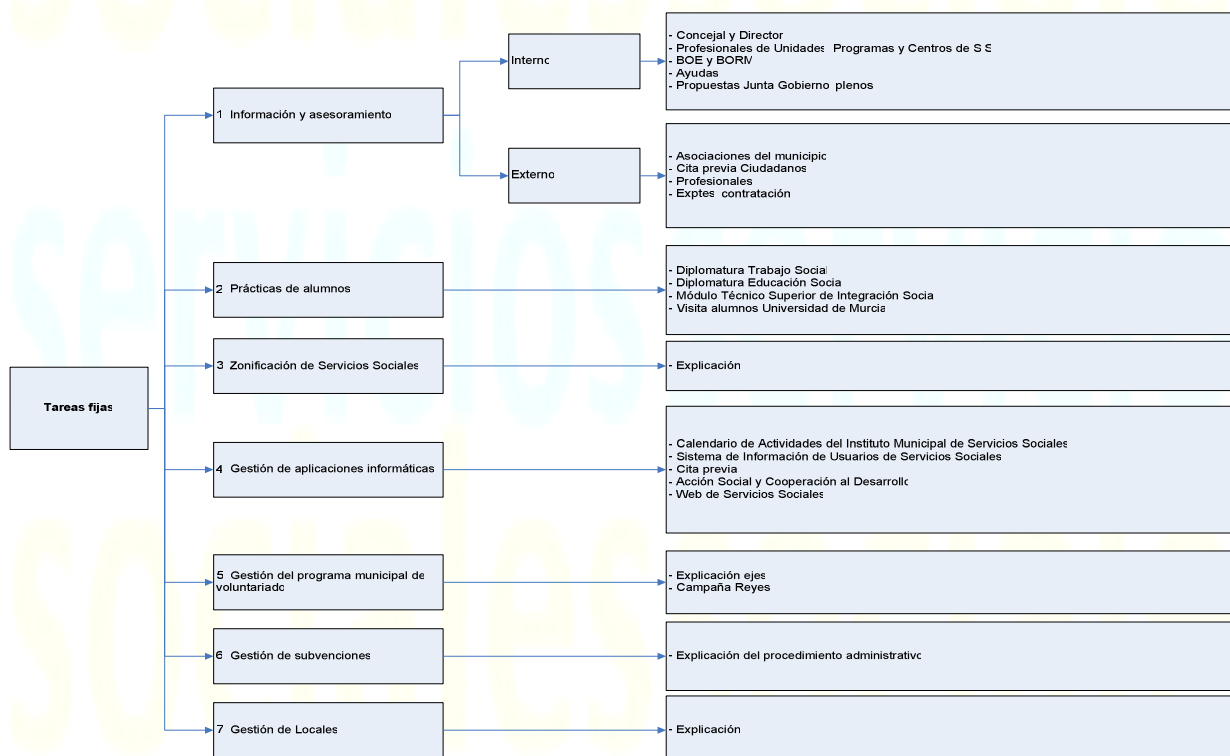 Tareas fijas
1 Información y asesoramiento
Interno
- Concejal y Director
- Profesionales de Unidades Programas y Centros de S S
- BOE y BORM
- Ayudas
- Propuestas Junta Gobierno plenos
Externo
- Asociaciones del municipio
- Cita previa Ciudadanos
- Profesionales
- Exptes contratación
2 Prácticas de alumnos
- Diplomatura Trabajo Social
- Diplomatura Educación Socia
- Módulo Técnico Superior de Integración Socia
- Visita alumnos Universidad de Murcia
3 Zonificación de Servicios Sociales
- Explicación
4 Gestión de aplicaciones informáticas
- Calendario de Actividades del Instituto Municipal de Servicios Sociales
- Sistema de Información de Usuarios de Servicios Sociales
- Cita previa
- Acción Social y Cooperación al Desarrollo
- Web de Servicios Sociales
5 Gestión del programa municipal de
voluntariado
- Explicación ejes
- Campaña Reyes
6 Gestión de subvenciones
- Explicación del procedimiento administrativo
7 Gestión de Locales
- Explicación
servicios
sociales